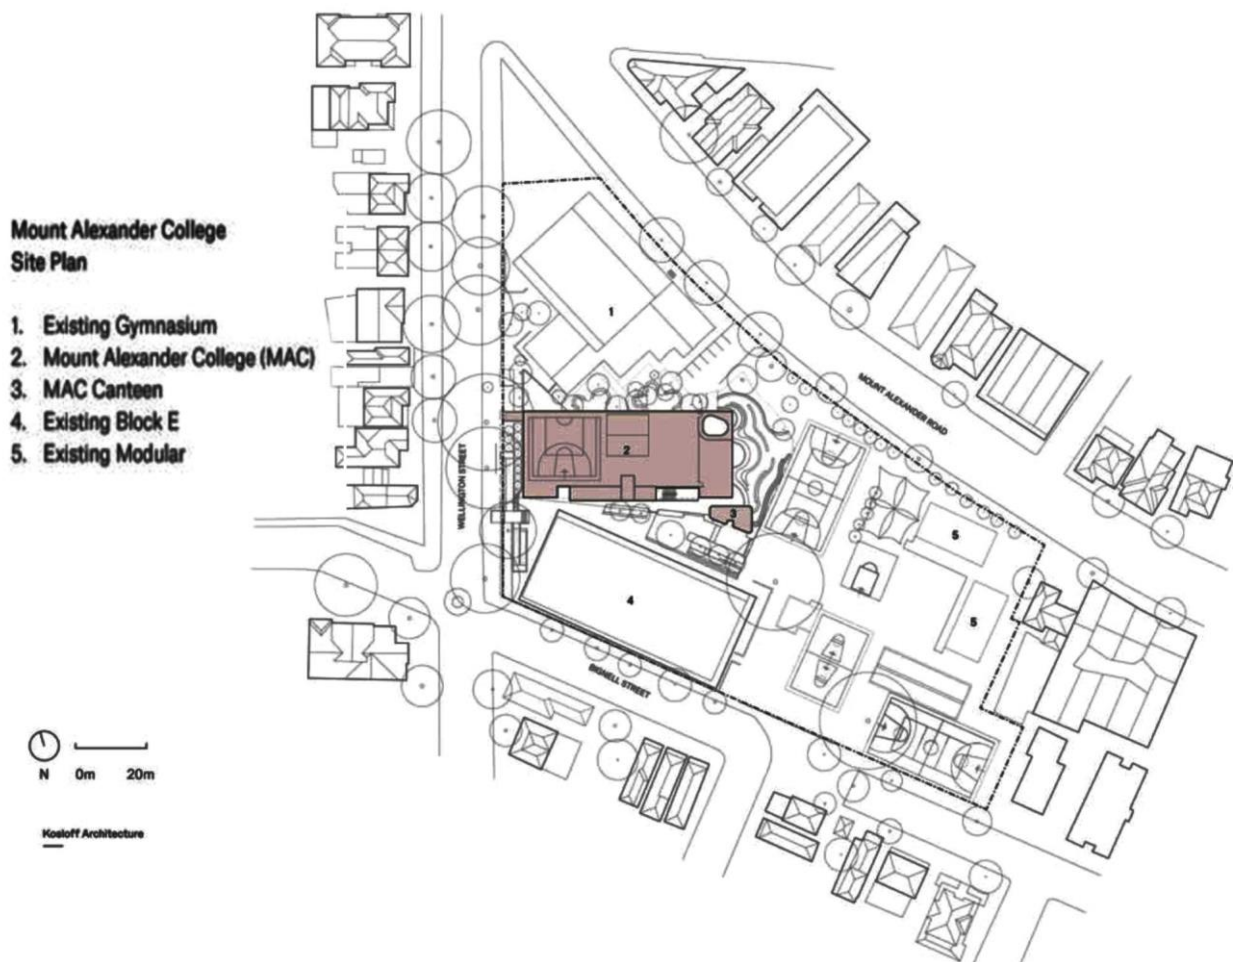 Mount Alexander College
Site Plan
1. Existing Gymnasium
2. Mount Alexander College (MAC)
3. MAC Canteen
4. Existing Block E
5. Existing Modular
1
MOUNT ALEXANDER ROAD
2
WELLINGTON STREET
3
5
4
5
BIGNELL STREET
N 0m 20m
Kosloff Architecture